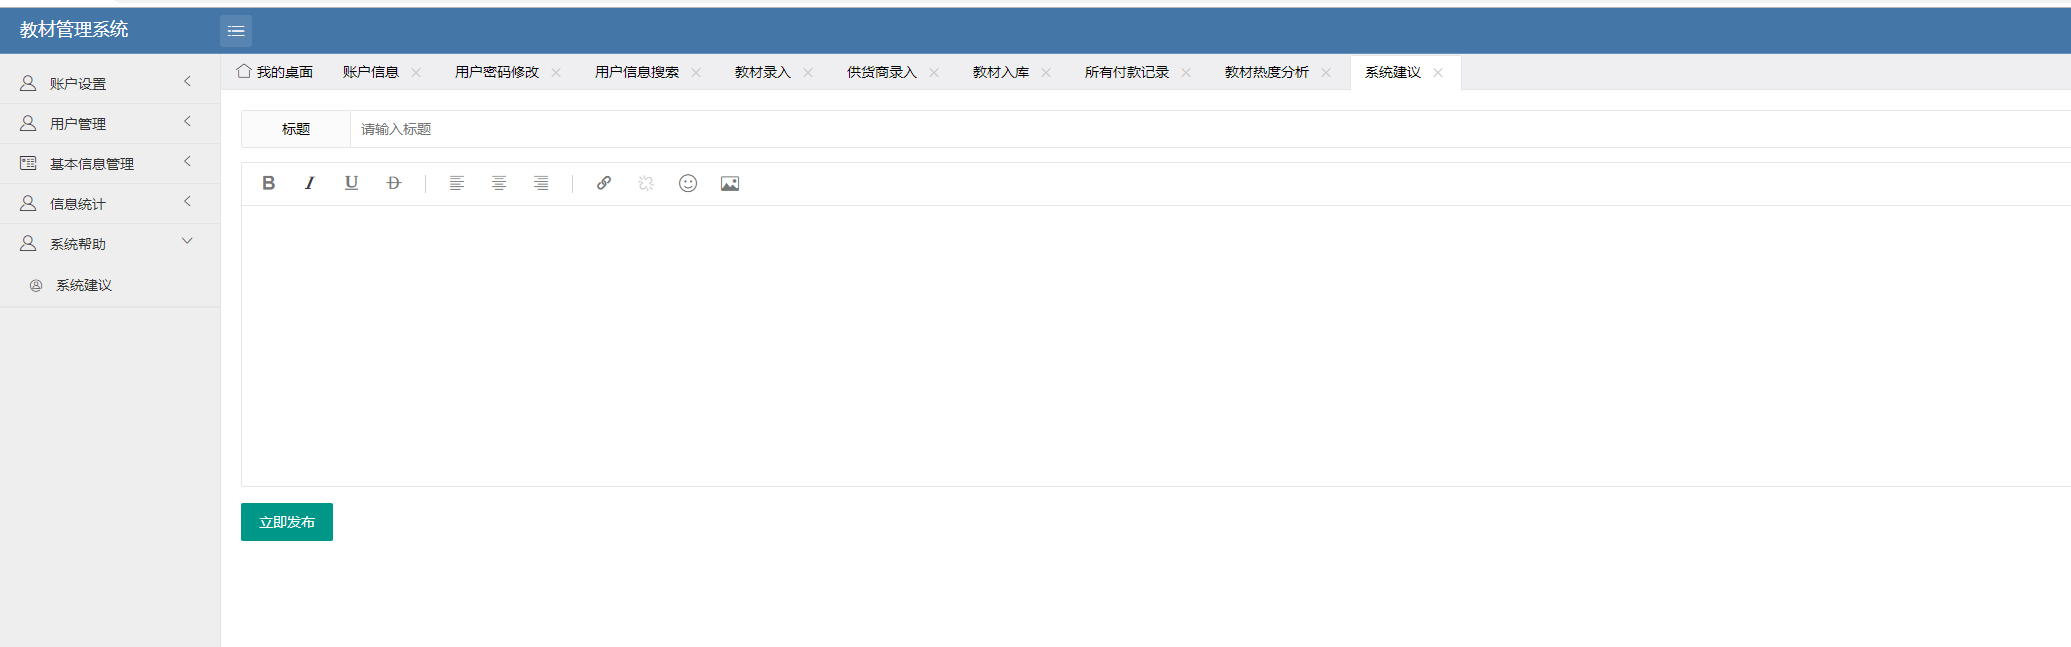 教材管理系统
我的桌面 账户信息 用户密码修改 用户信息搜索 教材录入 供货商录入 教材入库 所有付款记录 教材热度分析 系统建议
账户设置
用户管理
基本信息管理
信息统计
系统帮助
系统建议
标题 请输入标题
B I U D
立即发布